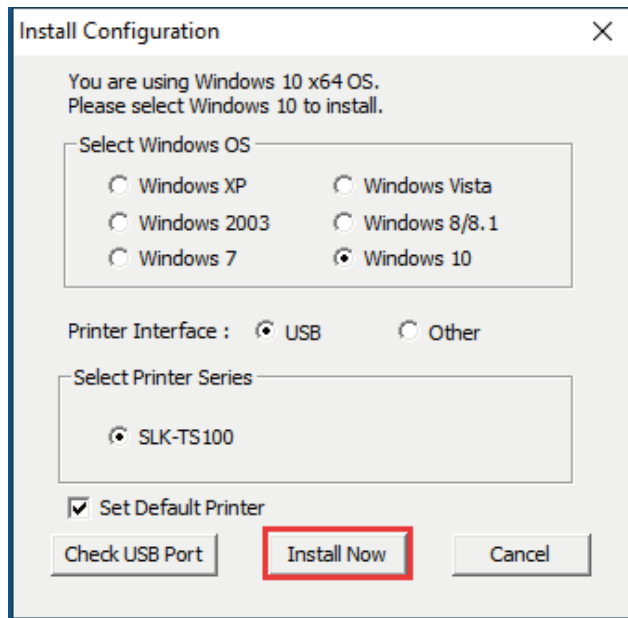 Install Configuration
You are using Windows 10 x64 OS.
Please select Windows 10 to install.
Select Windows OS
Windows XP Windows Vista
Windows 2003 Windows 8/8.1
Windows 7 Windows 10
Printer Interface : USB Other
Select Printer Series
SLK-TS100
Set Default Printer
Check USB Port Install Now Cancel